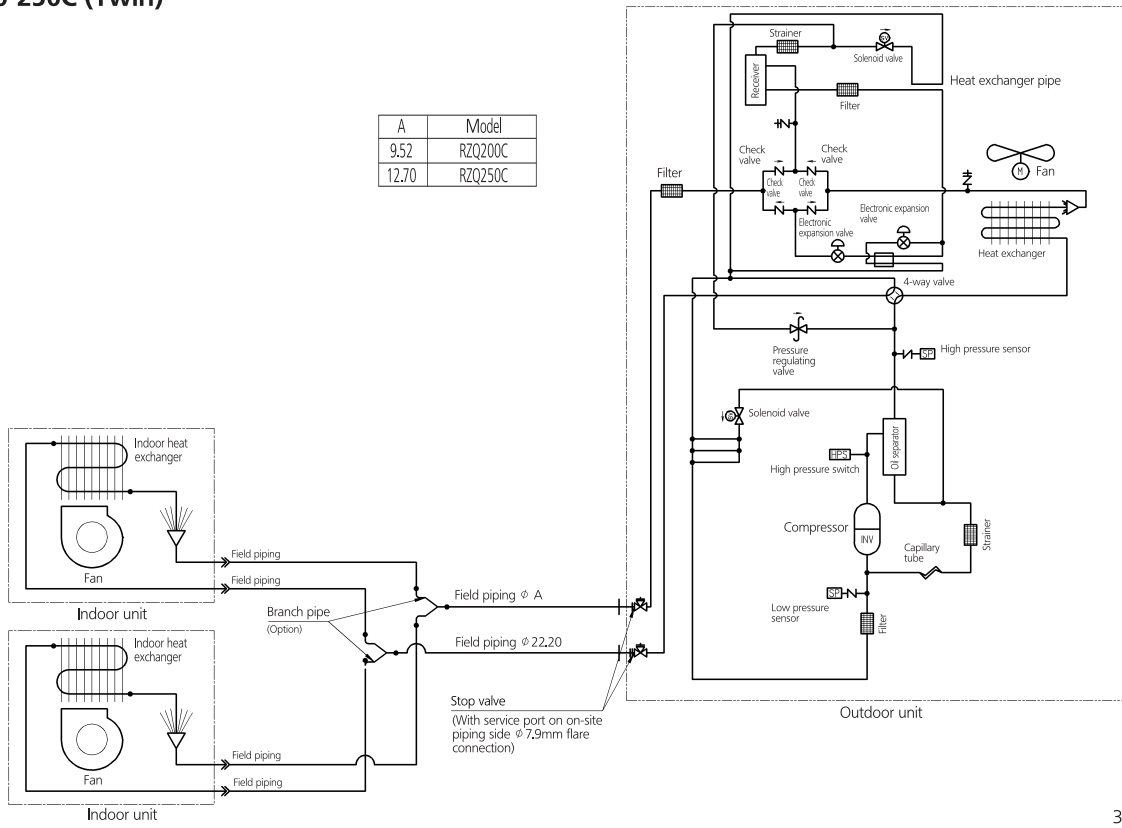 250C (Twin)
A Model
9.52 RZQ200C
12.70 RZQ250C
Strainer
SV
Solenoid valve
Receiver
Heat exchanger pipe
Filter
Check
valve
Check
valve
Filter
Check
valve
Check
valve
M
Fan
Electronic
expansion valve
Electronic expansion
valve
Heat exchanger
4-way valve
Pressure
regulating
valve
SP
High pressure sensor
SV
Solenoid valve
HPS
High pressure switch
Oil separator
Compressor
INV
Capillary
tube
Strainer
SP
Low pressure
sensor
Filter
Outdoor unit
Indoor heat
exchanger
Fan
Indoor unit
Field piping
Field piping
Branch pipe
(Option)
Field piping φ A
Field piping φ 22.20
Stop valve
(With service port on on-site
piping side φ 7.9mm flare
connection)
Indoor heat
exchanger
Fan
Indoor unit
Field piping
Field piping
3